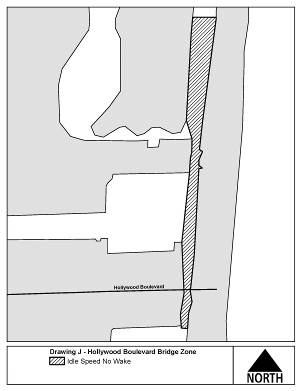 Hollywood Boulevard
Drawing J - Hollywood Boulevard Bridge Zone
Idle Speed No Wake
NORTH